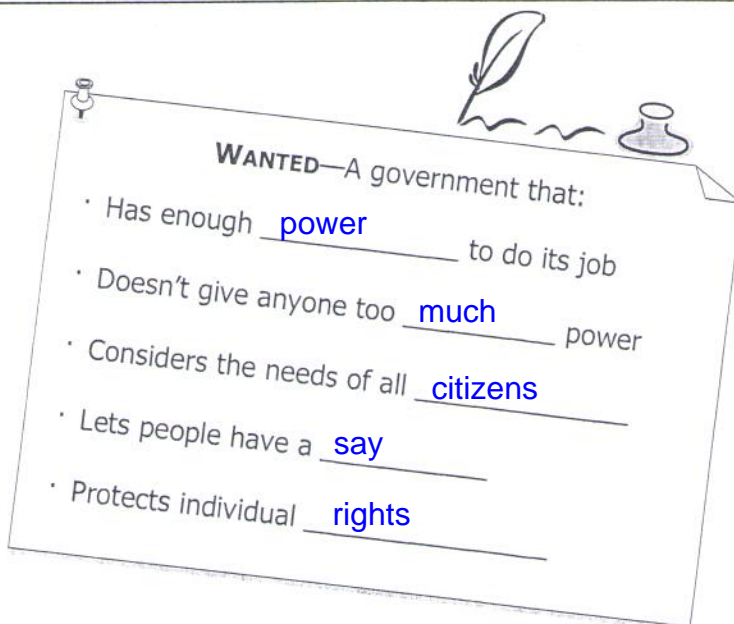 WANTED—A government that:
· Has enough power to do its job
· Doesn't give anyone too much power
· Considers the needs of all citizens
· Lets people have a say
· Protects individual rights